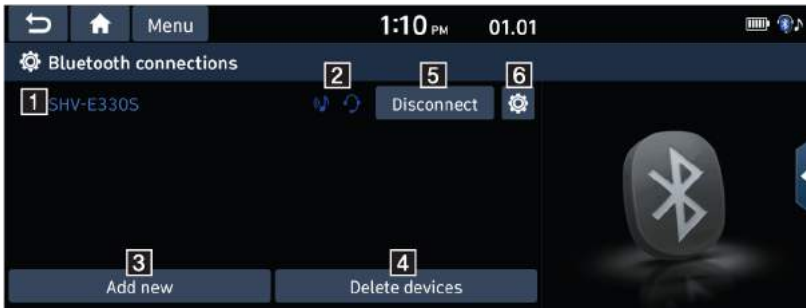 Menu 1:10 PM 01.01
Bluetooth connections
2 5 6
1 SHV-E330S Disconnect
3 4
Add new Delete devices